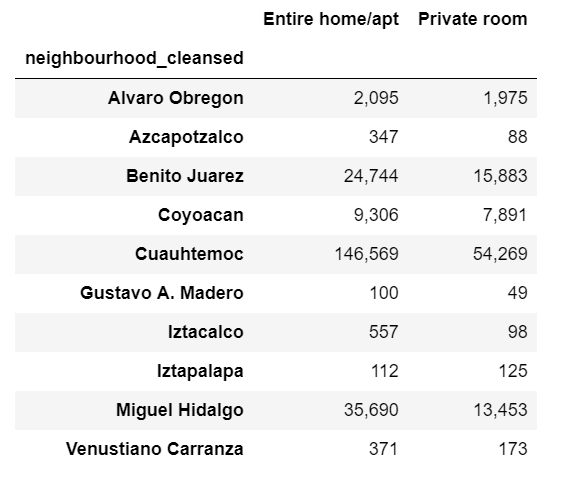 Entire home/apt Private room
neighbourhood_cleansed
Alvaro Obregon 2,095 1,975
Azcapotzalco 347 88
Benito Juarez 24,744 15,883
Coyoacan 9,306 7,891
Cuauhtemoc 146,569 54,269
Gustavo A. Madero 100 49
Iztacalco 557 98
Iztapalapa 112 125
Miguel Hidalgo 35,690 13,453
Venustiano Carranza 371 173